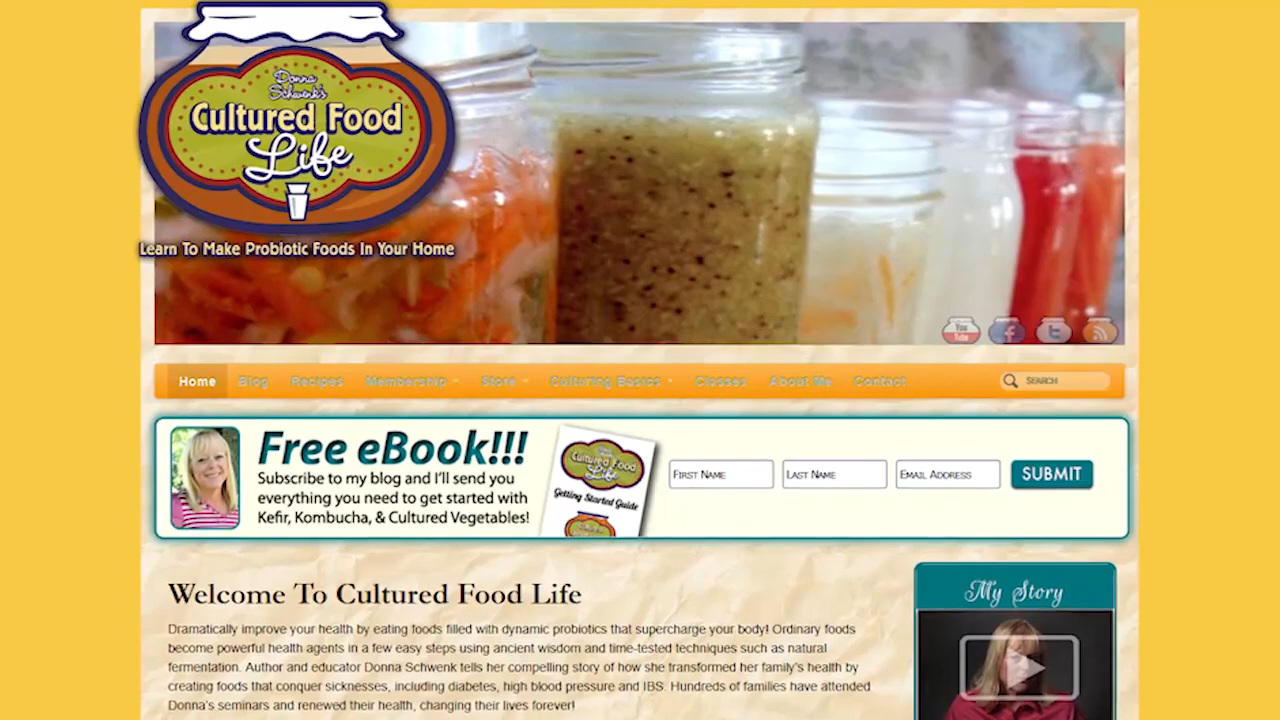 Donna
Schwenk's
Cultured Food
Life
Learn To Make Probiotic Foods In Your Home
You
Tube
Home Blog Recipes Membership Store Culturing Basics Classes About Me Contact SEARCH
Free eBook!!!
Subscribe to my blog and I'll send you
everything you need to get started with
Kefir, Kombucha, & Cultured Vegetables!
Cultured Food
Life
Getting Started Guide
FIRST NAME LAST NAME EMAIL ADDRESS SUBMIT
Welcome To Cultured Food Life
Dramatically improve your health by eating foods filled with dynamic probiotics that supercharge your body! Ordinary foods
become powerful health agents in a few easy steps using ancient wisdom and time-tested techniques such as natural
fermentation. Author and educator Donna Schwenk tells her compelling story of how she transformed her family's health by
creating foods that conquer sicknesses, including diabetes, high blood pressure and IBS. Hundreds of families have attended
Donna's seminars and renewed their health, changing their lives forever!
My Story